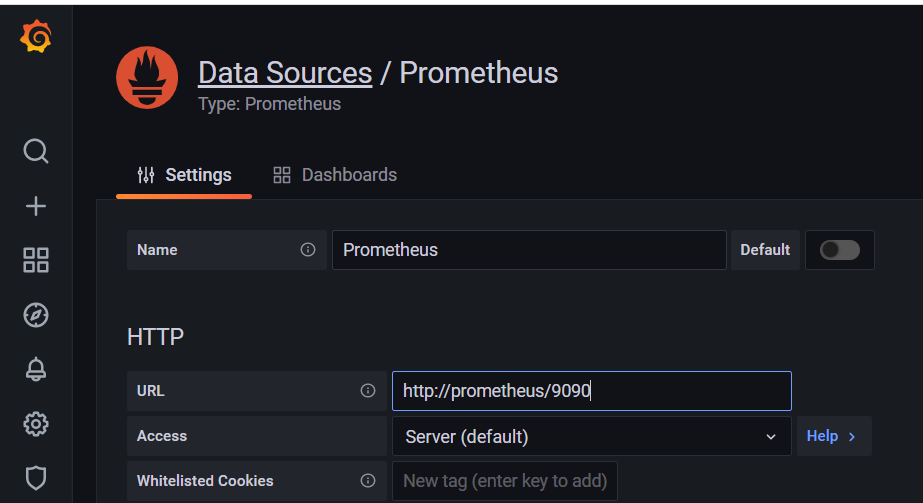 Data Sources / Prometheus
Type: Prometheus
Settings Dashboards
Name Prometheus Default
HTTP
URL http://prometheus/9090
Access Server (default) Help >
Whitelisted Cookies New tag (enter key to add)